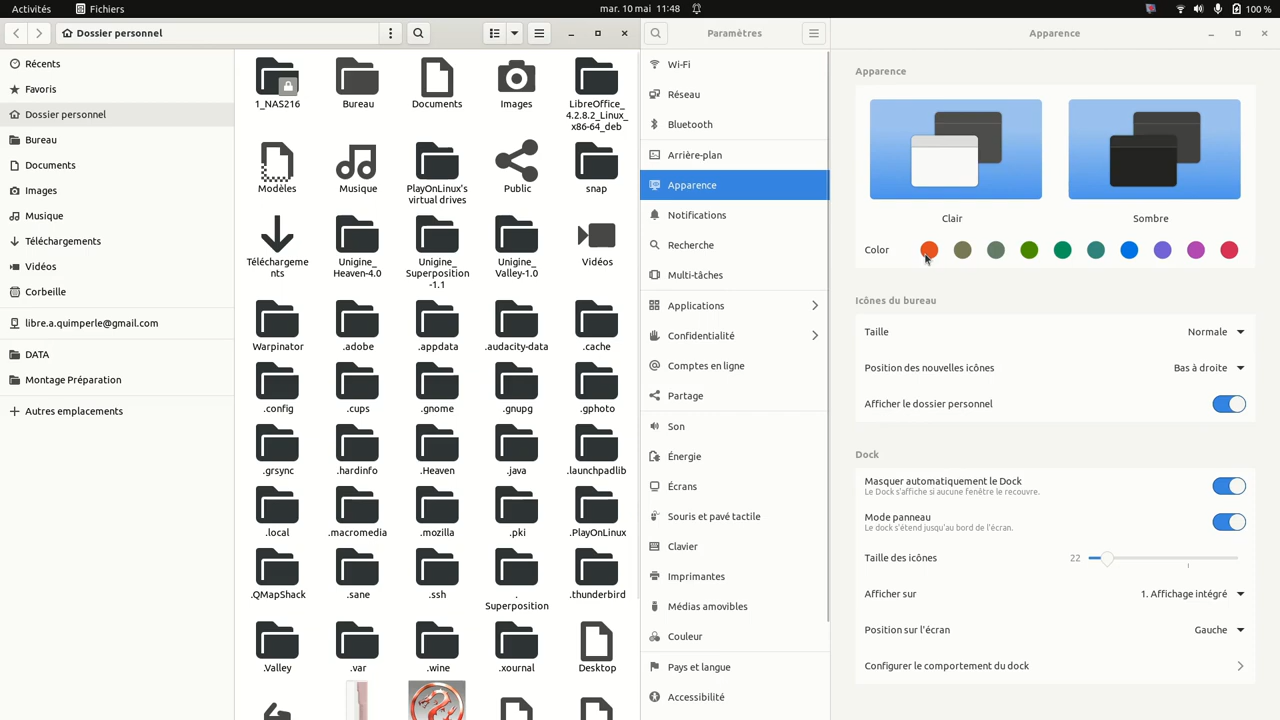 Activités
Fichiers
mar. 10 mai 11:48
100 %
Dossier personnel
Récents
Favoris
Dossier personnel
Bureau
Documents
Images
Musique
Téléchargements
Vidéos
Corbeille
libre.a.quimperle@gmail.com
DATA
Montage Préparation
Autres emplacements
1_NAS216
Bureau
Documents
Images
LibreOffice_
4.2.8.2_Linux_
x86-64_deb
Modèles
Musique
PlayOnLinux's
virtual drives
Public
snap
Téléchargeme
nts
Unigine_
Heaven-4.0
Unigine_
Superposition
-1.1
Unigine_
Valley-1.0
Vidéos
Warpinator
.adobe
.appdata
.audacity-data
.cache
.config
.cups
.gnome
.gnupg
.gphoto
.grsync
.hardinfo
.Heaven
.java
.launchpadlib
.local
.macromedia
.mozilla
.pki
.PlayOnLinux
.QMapShack
.sane
.ssh
.
Superposition
.thunderbird
.Valley
.var
.wine
.xournal
Desktop
Paramètres
Wi-Fi
Réseau
Bluetooth
Arrière-plan
Apparence
Notifications
Recherche
Multi-tâches
Applications
Confidentialité
Comptes en ligne
Partage
Son
Énergie
Écrans
Souris et pavé tactile
Clavier
Imprimantes
Médias amovibles
Couleur
Pays et langue
Accessibilité
Apparence
Apparence
Clair
Sombre
Color
Icônes du bureau
Taille
Normale
Position des nouvelles icônes
Bas à droite
Afficher le dossier personnel
Dock
Masquer automatiquement le Dock
Le Dock s'affiche si aucune fenêtre le recouvre.
Mode panneau
Le dock s'étend jusqu'au bord de l'écran.
Taille des icônes
22
Afficher sur
1. Affichage intégré
Position sur l'écran
Gauche
Configurer le comportement du dock